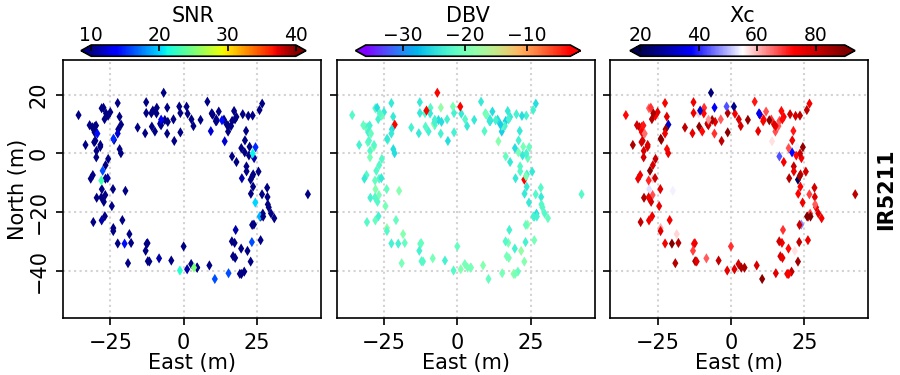 SNR DBV Xc
10 20 30 40 −30 −20 −10 20 40 60 80
20
0
−20
−40
North (m)
−25 0 25 −25 0 25 −25 0 25
East (m) East (m) East (m)
IR5211